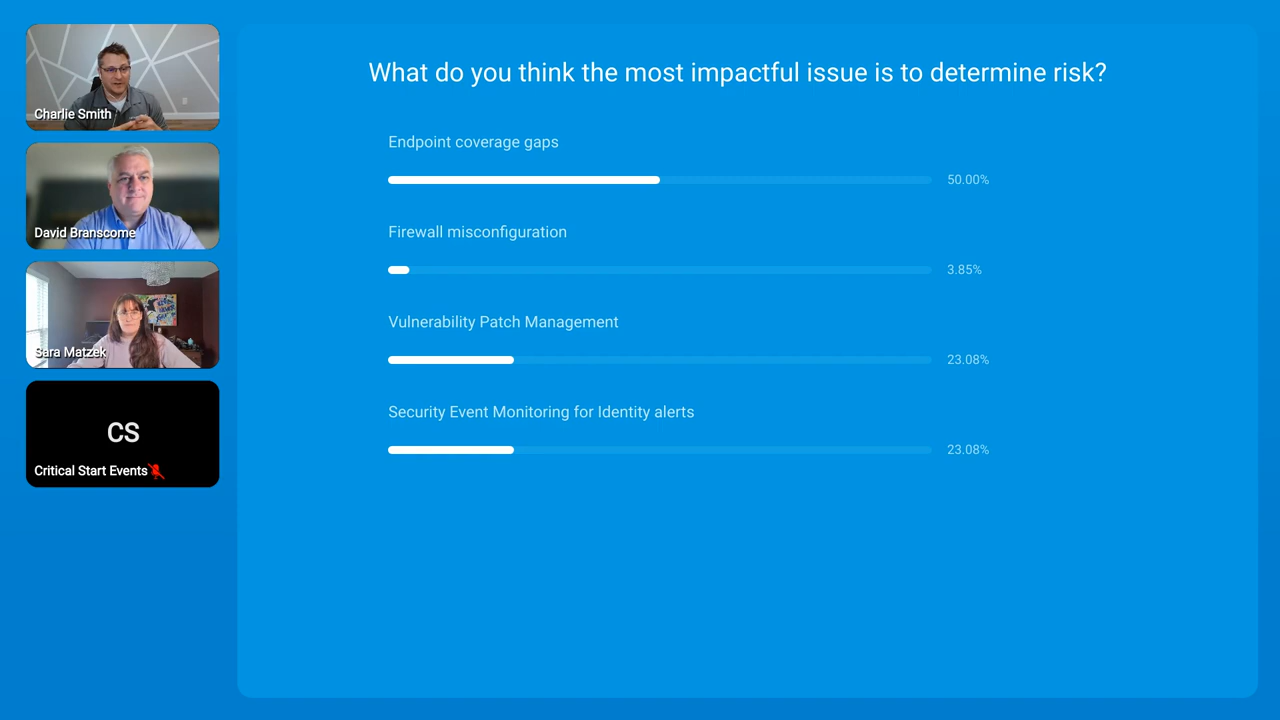 Charlie Smith
David Branscome
Sara Matzek
CS
Critical Start Events
What do you think the most impactful issue is to determine risk?
Endpoint coverage gaps
50.00%
Firewall misconfiguration
3.85%
Vulnerability Patch Management
23.08%
Security Event Monitoring for Identity alerts
23.08%